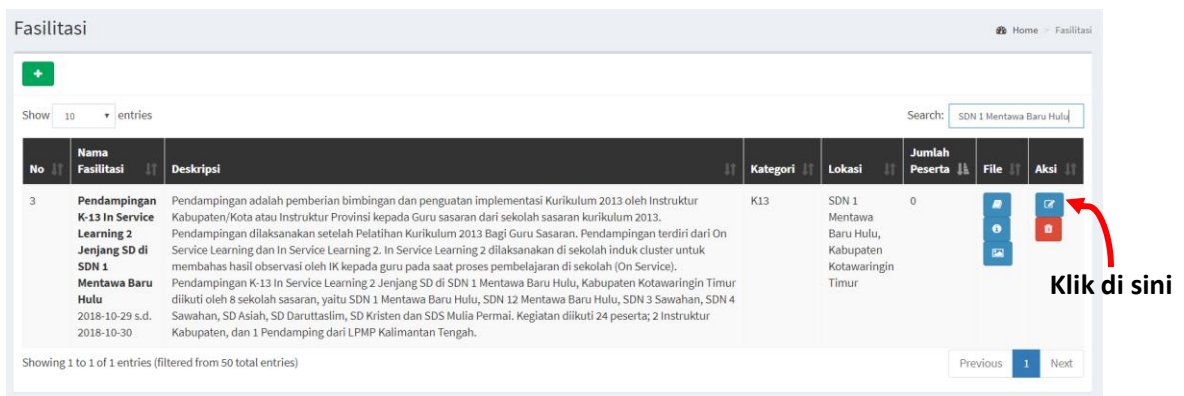 Fasilitasi
Home - Fasilitasi
+
Show 10 entries
Search: SDN 1 Mentawa Baru Hulu
No
Nama Fasilitasi
Deskripsi
Kategori
Lokasi
Jumlah Peserta
File
Aksi
3
Pendampingan
K-13 In Service
Learning 2
Jenjang SD di
SDN 1
Mentawa Baru
Hulu
2018-10-29 s.d.
2018-10-30
Pendampingan adalah pemberian bimbingan dan penguatan implementasi Kurikulum 2013 oleh Instruktur
Kabupaten/Kota atau Instruktur Provinsi kepada Guru sasaran dari sekolah sasaran kurikulum 2013.
Pendampingan dilaksanakan setelah Pelatihan Kurikulum 2013 Bagi Guru Sasaran. Pendampingan terdiri dari On
Service Learning dan In Service Learning 2. In Service Learning 2 dilaksanakan di sekolah induk cluster untuk
membahas hasil observasi oleh IK kepada guru pada saat proses pembelajaran di sekolah (On Service).
Pendampingan K-13 In Service Learning 2 Jenjang SD di SDN 1 Mentawa Baru Hulu, Kabupaten Kotawaringin Timur
diikuti oleh 8 sekolah sasaran, yaitu SDN 1 Mentawa Baru Hulu, SDN 12 Mentawa Baru Hulu, SDN 3 Sawahan, SDN 4
Sawahan, SD Asiah, SD Daruttaslim, SD Kristen dan SDS Mulia Permai. Kegiatan diikuti 24 peserta; 2 Instruktur
Kabupaten, dan 1 Pendamping dari LPMP Kalimantan Tengah.
K13
SDN 1
Mentawa
Baru Hulu,
Kabupaten
Kotawaringin
Timur
0
Klik di sini
Showing 1 to 1 of 1 entries (filtered from 50 total entries)
Previous 1 Next